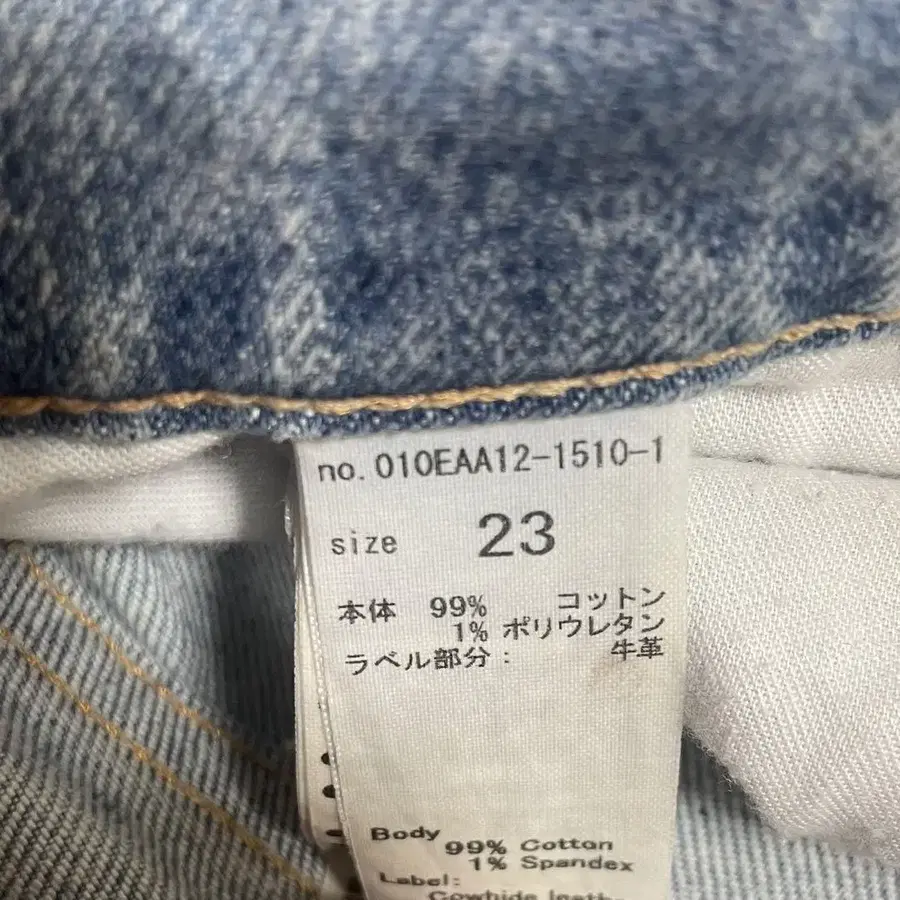 no. 010EAA12-1510-1
size 23
本体 99% コットン
1% ポリウレタン
ラベル部分: 牛革
Body
99% Cotton
1% Spandex
Label:
Cowhide